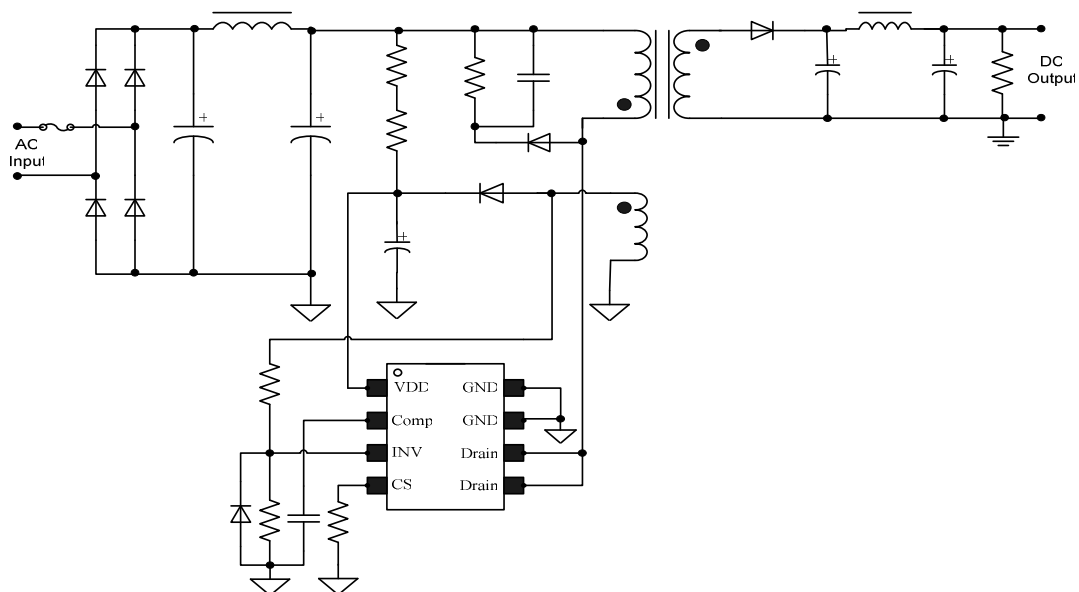 AC
Input
DC
Output
VDD
GND
Comp
GND
INV
Drain
CS
Drain
+
+
+
+
+